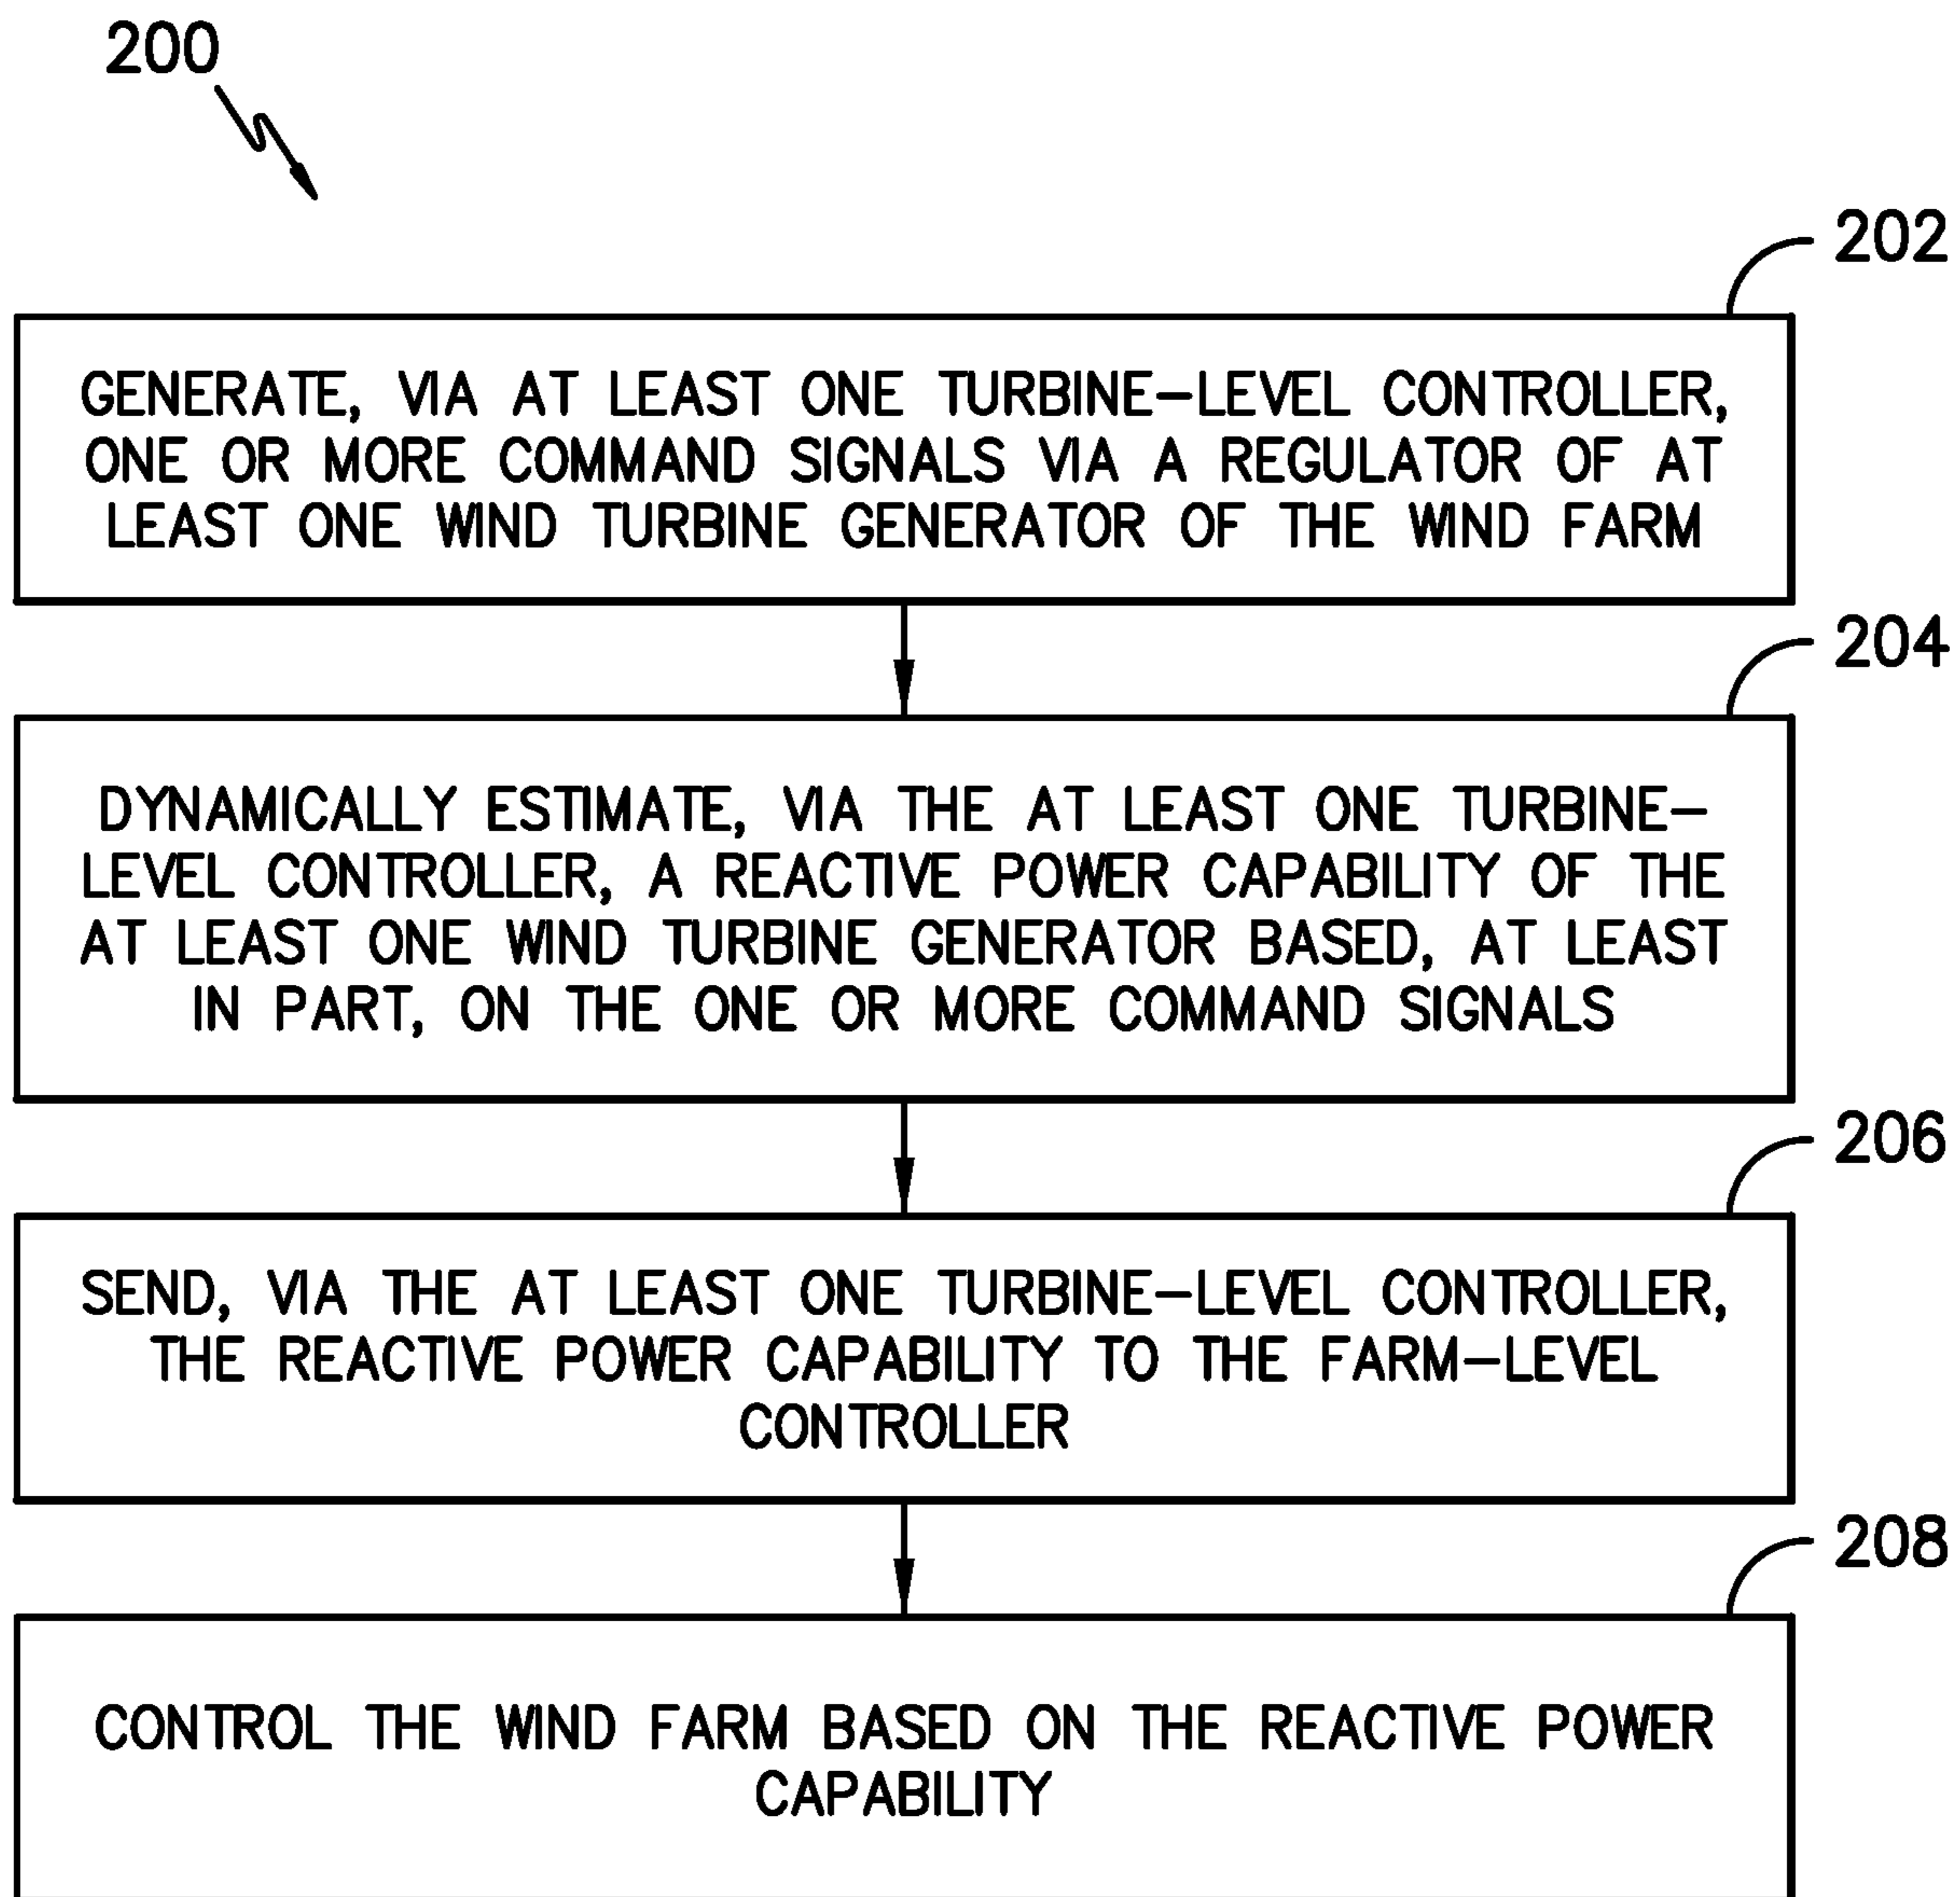 200
202
GENERATE, VIA AT LEAST ONE TURBINE–LEVEL CONTROLLER,
ONE OR MORE COMMAND SIGNALS VIA A REGULATOR OF AT
LEAST ONE WIND TURBINE GENERATOR OF THE WIND FARM
204
DYNAMICALLY ESTIMATE, VIA THE AT LEAST ONE TURBINE–
LEVEL CONTROLLER, A REACTIVE POWER CAPABILITY OF THE
AT LEAST ONE WIND TURBINE GENERATOR BASED, AT LEAST
IN PART, ON THE ONE OR MORE COMMAND SIGNALS
206
SEND, VIA THE AT LEAST ONE TURBINE–LEVEL CONTROLLER,
THE REACTIVE POWER CAPABILITY TO THE FARM–LEVEL
CONTROLLER
208
CONTROL THE WIND FARM BASED ON THE REACTIVE POWER
CAPABILITY